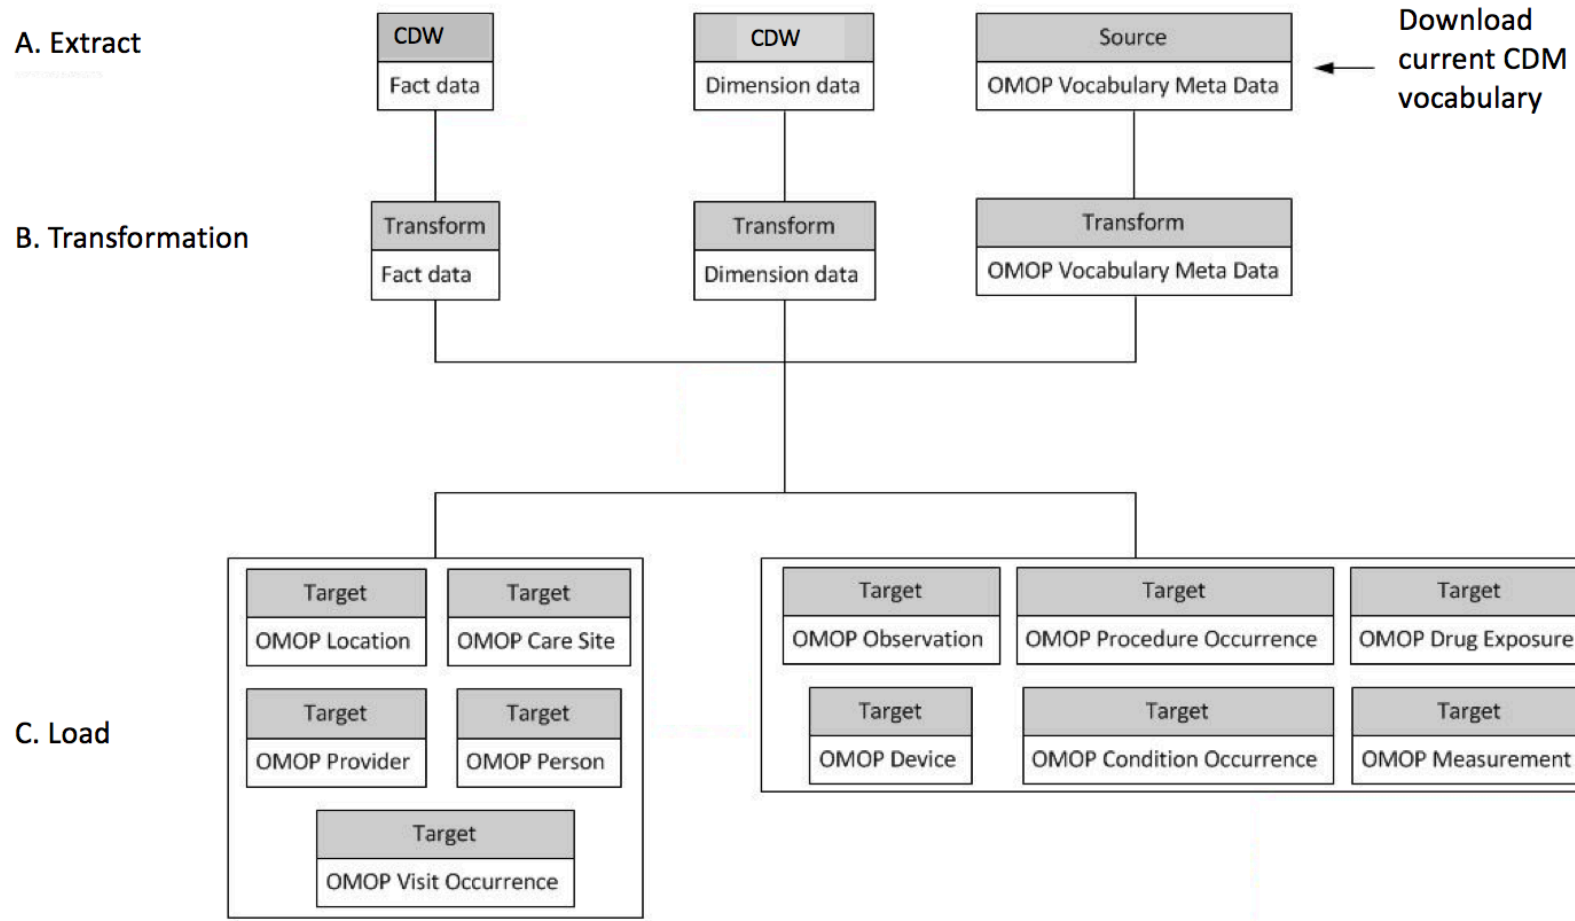 A. Extract
CDW
Fact data
CDW
Dimension data
Source
OMOP Vocabulary Meta Data
Download
current CDM
vocabulary
B. Transformation
Transform
Fact data
Transform
Dimension data
Transform
OMOP Vocabulary Meta Data
C. Load
Target
OMOP Location
Target
OMOP Care Site
Target
OMOP Provider
Target
OMOP Person
Target
OMOP Visit Occurrence
Target
OMOP Observation
Target
OMOP Procedure Occurrence
Target
OMOP Drug Exposure
Target
OMOP Device
Target
OMOP Condition Occurrence
Target
OMOP Measurement